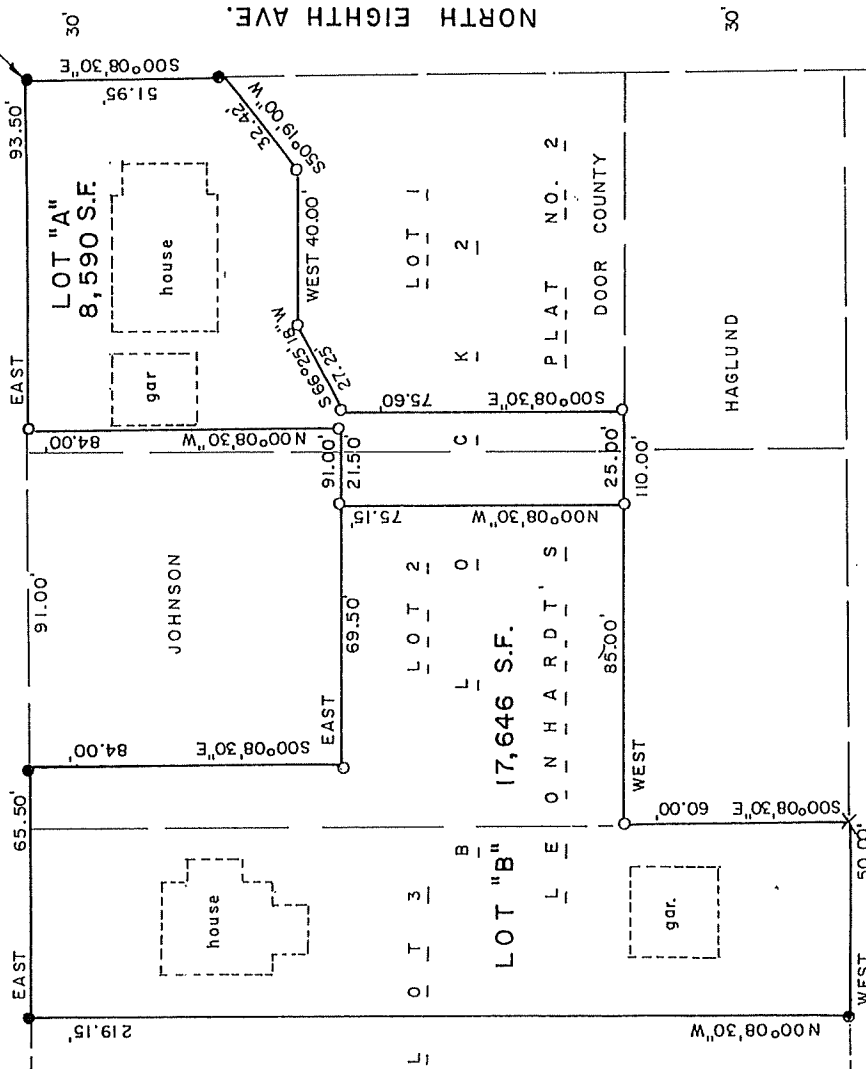 NORTH EIGHTH AVE.
30'
30'
93.50'
EAST
S00°08'30"E
51.95'
LOT "A"
8,590 S.F.
house
gar
S50°19'00"W
32.42'
WEST 40.00'
S 66°25'18"W
27.25'
84.00'
N00°08'30"W
91.00'
JOHNSON
91.00'
21.50'
75.60'
S00°08'30"E
LOT 1
BLOCK 2
LEONHARDT'S PLAT NO. 2
DOOR COUNTY
HAGLUND
25.00'
110.00'
75.15'
N00°08'30"W
69.50'
EAST
LOT 2
17,646 S.F.
85.00'
WEST
84.00'
S00°08'30"E
65.50'
EAST
house
LOT 3
LOT "B"
60.00'
S00°08'30"E
gar.
219.15'
N00°08'30"W
50.00'
WEST